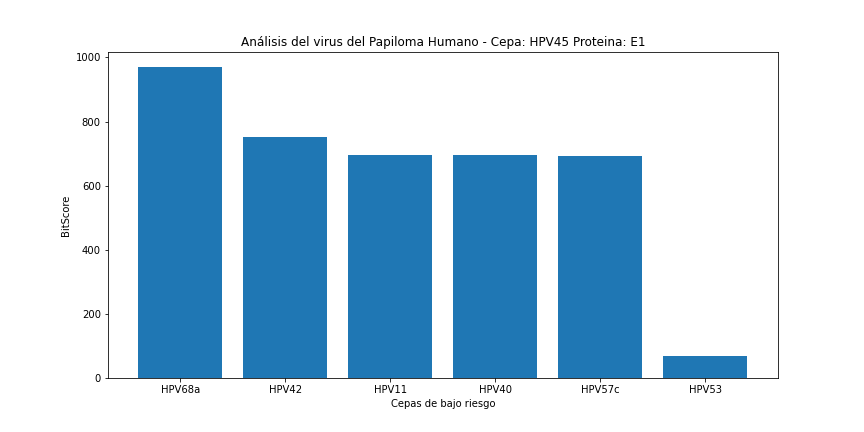 Análisis del virus del Papiloma Humano - Cepa: HPV45 Proteina: E1
1000
800
600
400
200
0
BitScore
HPV68a HPV42 HPV11 HPV40 HPV57c HPV53
Cepas de bajo riesgo